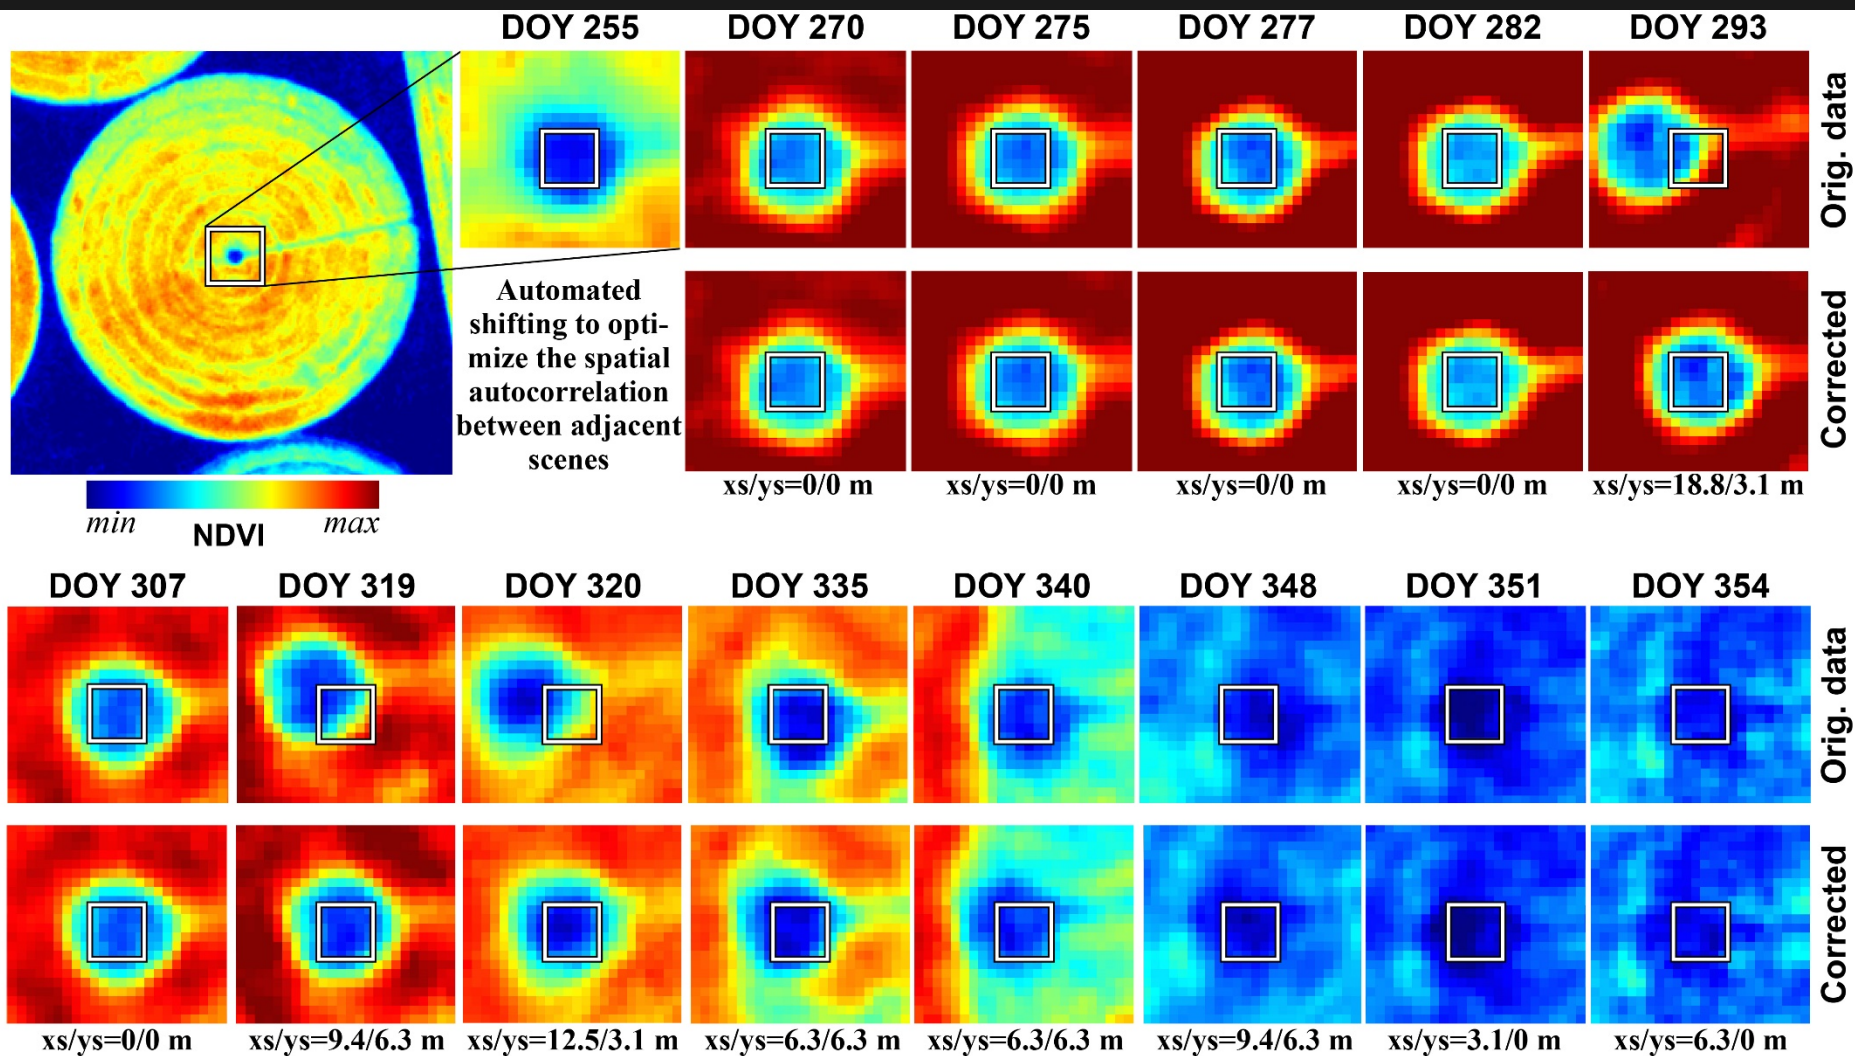 DOY 255
DOY 270
DOY 275
DOY 277
DOY 282
DOY 293
Orig. data
Automated
shifting to opti-
mize the spatial
autocorrelation
between adjacent
scenes
Corrected
xs/ys=0/0 m
xs/ys=0/0 m
xs/ys=0/0 m
xs/ys=0/0 m
xs/ys=18.8/3.1 m
min
max
NDVI
DOY 307
DOY 319
DOY 320
DOY 335
DOY 340
DOY 348
DOY 351
DOY 354
Orig. data
Corrected
xs/ys=0/0 m
xs/ys=9.4/6.3 m
xs/ys=12.5/3.1 m
xs/ys=6.3/6.3 m
xs/ys=6.3/6.3 m
xs/ys=9.4/6.3 m
xs/ys=3.1/0 m
xs/ys=6.3/0 m